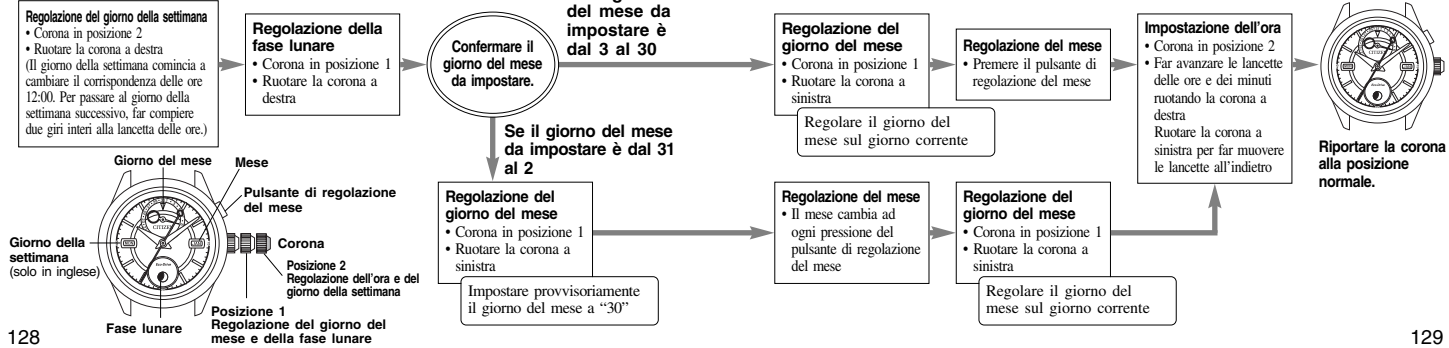 Regolazione del giorno della settimana
• Corona in posizione 2
• Ruotare la corona a destra
(Il giorno della settimana comincia a
cambiare il corrispondenza delle ore
12:00. Per passare al giorno della
settimana successivo, far compiere
due giri interi alla lancetta delle ore.)
Regolazione della
fase lunare
• Corona in posizione 1
• Ruotare la corona a
destra
Confermare il
giorno del mese
da impostare.
del mese da
impostare è
dal 3 al 30
Regolazione del
giorno del mese
• Corona in posizione 1
• Ruotare la corona a
sinistra
Regolare il giorno del
mese sul giorno corrente
Regolazione del mese
• Premere il pulsante di
regolazione del mese
Impostazione dell'ora
• Corona in posizione 2
• Far avanzare le lancette
delle ore e dei minuti
ruotando la corona a
destra
Ruotare la corona a
sinistra per far muovere
le lancette all'indietro
CITIZEN
Eco-Drive
Riportare la corona
alla posizione
normale.
Se il giorno del mese
da impostare è dal 31
al 2
Regolazione del
giorno del mese
• Corona in posizione 1
• Ruotare la corona a
sinistra
Impostare provvisoriamente
il giorno del mese a “30”
Regolazione del mese
• Il mese cambia ad
ogni pressione del
pulsante di regolazione
del mese
Regolazione del
giorno del mese
• Corona in posizione 1
• Ruotare la corona a
sinistra
Regolare il giorno del
mese sul giorno corrente
Giorno del mese
Mese
Pulsante di regolazione
del mese
CITIZEN
Eco-Drive
Giorno della
settimana
(solo in inglese)
Corona
Posizione 2
Regolazione dell'ora e del
giorno della settimana
Posizione 1
Regolazione del giorno del
mese e della fase lunare
Fase lunare
128
129